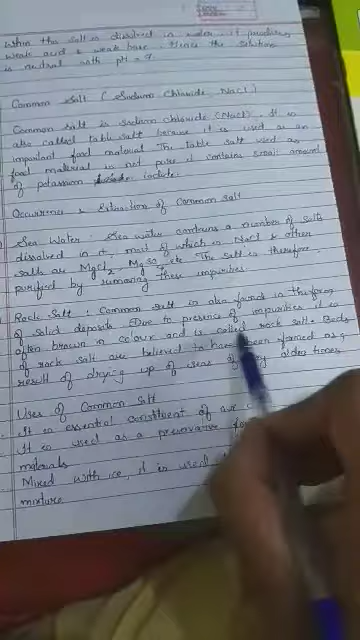 When this salt is dissolved in water, it produces
weak acid & weak base. Hence the solution
is neutral with pH = 7.
Common Salt (Sodium Chloride NaCl)
Common salt is sodium chloride (NaCl). It is
also called table salt because it is used as an
important food material. The table salt used as
food material is not pure it contains small amount
of potassium iodide.
Occurrence & Extraction of Common Salt
Sea Water: Sea water contains a number of salts
dissolved in it, most of which is NaCl & other
salts are MgCl2, MgSO4 etc. The salt is therefore
purified by removing these impurities.
Rock Salt: Common salt is also found in the form
of solid deposits. Due to presence of impurities it is
often brown in colour and is called rock salt. Beds
of rock salt are believed to have been formed as a
result of drying up of seas olden times
Uses of Common Salt
It is essential constituent of our
It is used as a preservative
materials
Mixed with ice, it is used
mixture